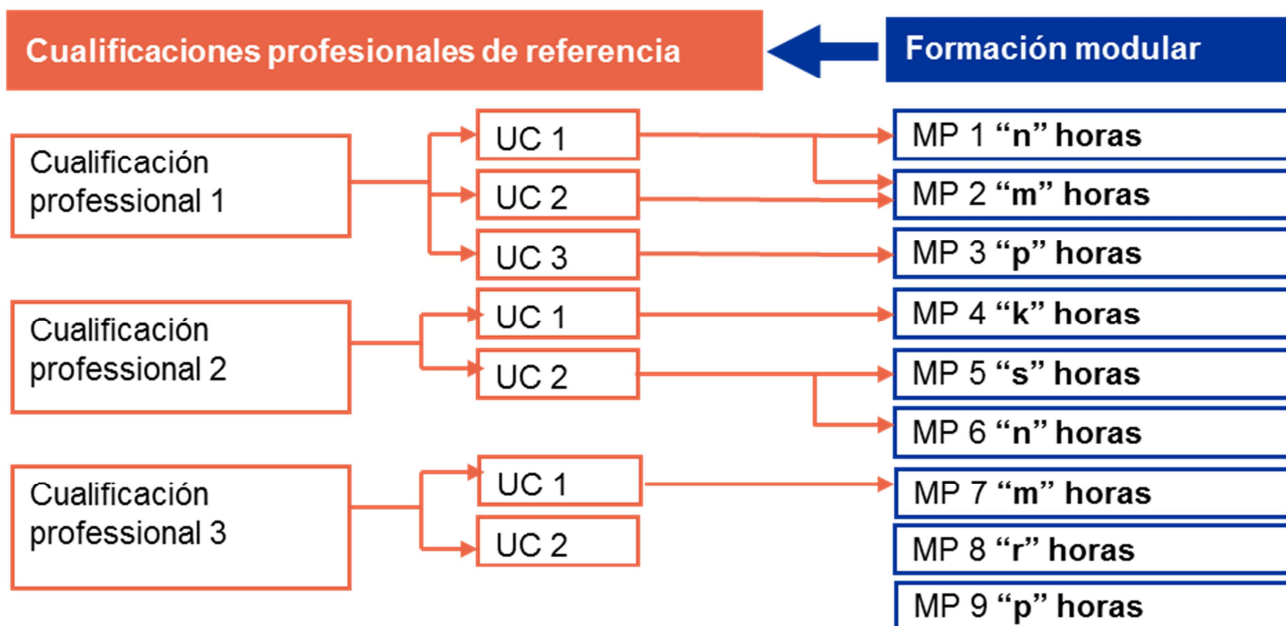 Cualificaciones profesionales de referencia
Formación modular
Cualificación
professional 1
UC 1
UC 2
UC 3
MP 1 “n” horas
MP 2 “m” horas
MP 3 “p” horas
Cualificación
professional 2
UC 1
UC 2
MP 4 “k” horas
MP 5 “s” horas
MP 6 “n” horas
Cualificación
professional 3
UC 1
UC 2
MP 7 “m” horas
MP 8 “r” horas
MP 9 “p” horas